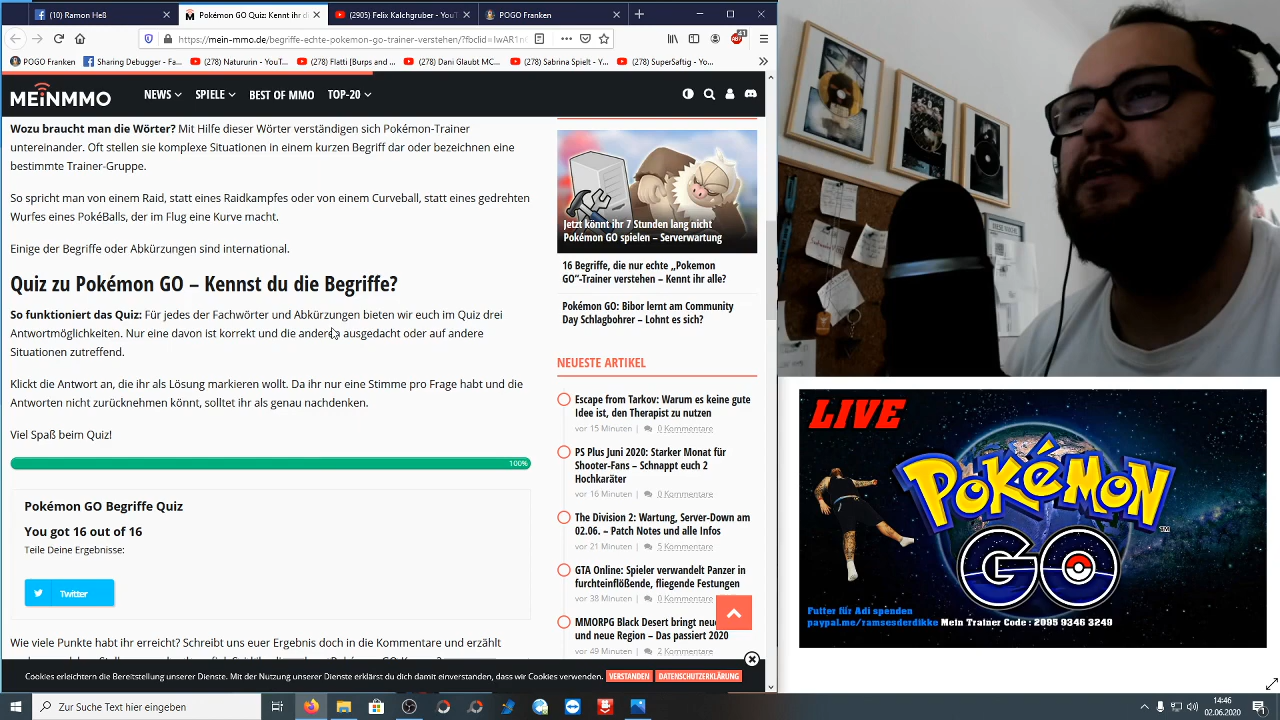 (10) Ramon Heß
Pokémon GO Quiz: Kennt ihr d
(2905) Felix Kalchgruber - YouT
POGO Franken
https://mein-mmo.de/begriffe-echte-pokemon-go-trainer-verstehen/?fbclid=IwAR1n
41
POGO Franken
Sharing Debugger - Fa...
(278) Natururin - YouT...
(278) Flatti [Burps and ...
(278) Dani Glaubt MC...
(278) Sabrina Spielt - Y...
(278) SuperSaftig - Yo...
MEINMMO
NEWS
SPIELE
BEST OF MMO
TOP-20
Wozu braucht man die Wörter? Mit Hilfe dieser Wörter verständigen sich Pokémon-Trainer
untereinander. Oft stellen sie komplexe Situationen in einem kurzen Begriff dar oder bezeichnen eine
bestimmte Trainer-Gruppe.
So spricht man von einem Raid, statt eines Raidkampfes oder von einem Curveball, statt eines gedrehten
Wurfes eines PokéBalls, der im Flug eine Kurve macht.
Einige der Begriffe oder Abkürzungen sind international.
Quiz zu Pokémon GO – Kennst du die Begriffe?
So funktioniert das Quiz: Für jedes der Fachwörter und Abkürzungen bieten wir euch im Quiz drei
Antwortmöglichkeiten. Nur eine davon ist korrekt und die anderen ausgedacht oder auf andere
Situationen zutreffend.
Klickt die Antwort an, die ihr als Lösung markieren wollt. Da ihr nur eine Stimme pro Frage habt und die
Antworten nicht zurücknehmen könnt, solltet ihr als genau nachdenken.
Viel Spaß beim Quiz!
100%
Pokémon GO Begriffe Quiz
You got 16 out of 16
Teile Deine Ergebnisse:
Twitter
Wie viele Punkte habt ihr erreicht? Schreibt uns euer Ergebnis doch in die Kommentare und erzählt
Jetzt könnt ihr 7 Stunden lang nicht
Pokémon GO spielen – Serverwartung
16 Begriffe, die nur echte „Pokemon
GO“-Trainer verstehen – Kennt ihr alle?
Pokémon GO: Bibor lernt am Community
Day Schlagbohrer – Lohnt es sich?
NEUESTE ARTIKEL
Escape from Tarkov: Warum es keine gute
Idee ist, den Therapist zu nutzen
vor 15 Minuten | 0 Kommentare
PS Plus Juni 2020: Starker Monat für
Shooter-Fans – Schnappt euch 2
Hochkaräter
vor 16 Minuten | 0 Kommentare
The Division 2: Wartung, Server-Down am
02.06. – Patch Notes und alle Infos
vor 21 Minuten | 5 Kommentare
GTA Online: Spieler verwandelt Panzer in
furchteinflößende, fliegende Festungen
vor 38 Minuten | 0 Kommentare
MMORPG Black Desert bringt neue
und neue Region – Das passiert 2020
vor 49 Minuten | 2 Kommentare
Cookies erleichtern die Bereitstellung unserer Dienste. Mit der Nutzung unserer Dienste erklärst du dich damit einverstanden, dass wir Cookies verwenden.
VERSTANDEN
DATENSCHUTZERKLÄRUNG
LIVE
POKÉMON
TM
GO
Futter für Adi spenden
paypal.me/ramsesderdikke Mein Trainer Code : 2095 9346 3249
Zur Suche Text hier eingeben
14:46
02.06.2020
1